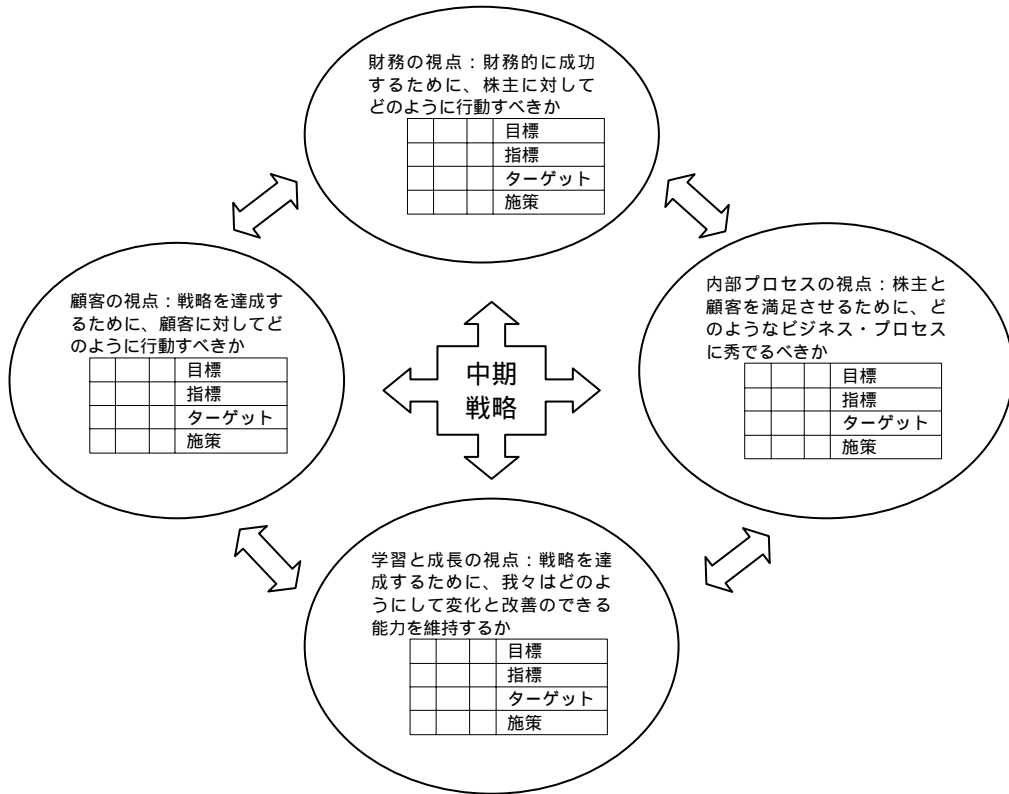 財務の視点：財務的に成功
するために、株主に対して
どのように行動すべきか
目標
指標
ターゲット
施策
顧客の視点：戦略を達成す
るために、顧客に対してど
のように行動すべきか
目標
指標
ターゲット
施策
中期
戦略
内部プロセスの視点：株主と
顧客を満足させるために、ど
のようなビジネス・プロセス
に秀でるべきか
目標
指標
ターゲット
施策
学習と成長の視点：戦略を達
成するために、我々はどのよ
うにして変化と改善のできる
能力を維持するか
目標
指標
ターゲット
施策